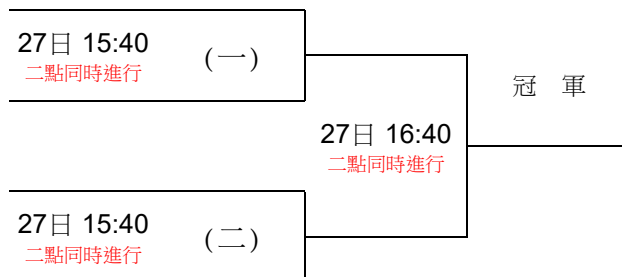 27日 15:40
二點同時進行
(一)
冠 軍
27日 16:40
二點同時進行
27日 15:40
二點同時進行
(二)